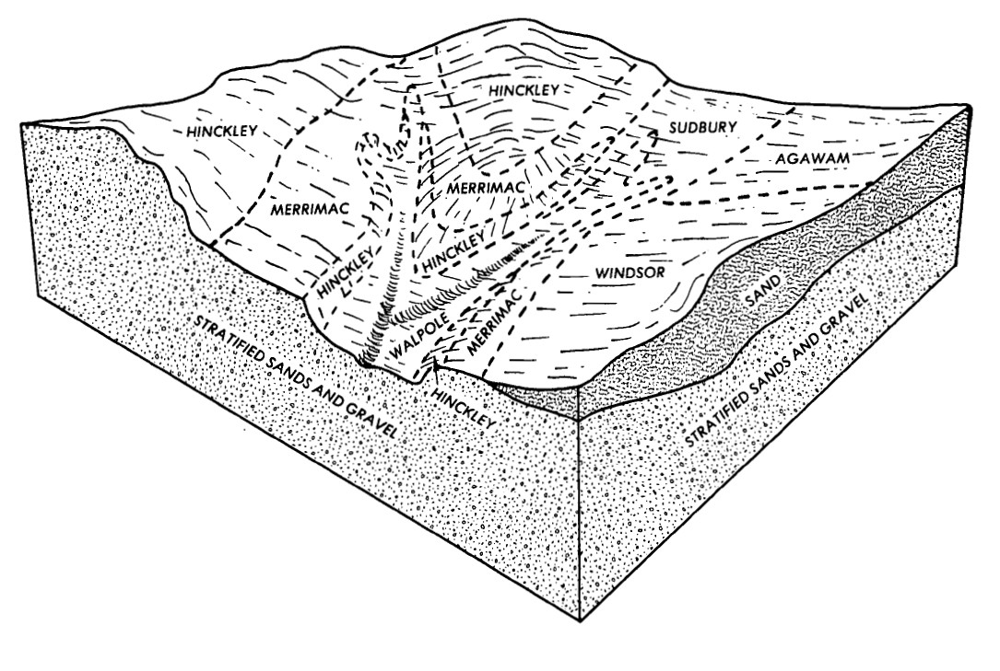 HINCKLEY
HINCKLEY
SUDBURY
AGAWAM
MERRIMAC
MERRIMAC
HINCKLEY
HINCKLEY
WINDSOR
SAND
WALPOLE
MERRIMAC
HINCKLEY
STRATIFIED SANDS AND GRAVEL
STRATIFIED SANDS AND GRAVEL